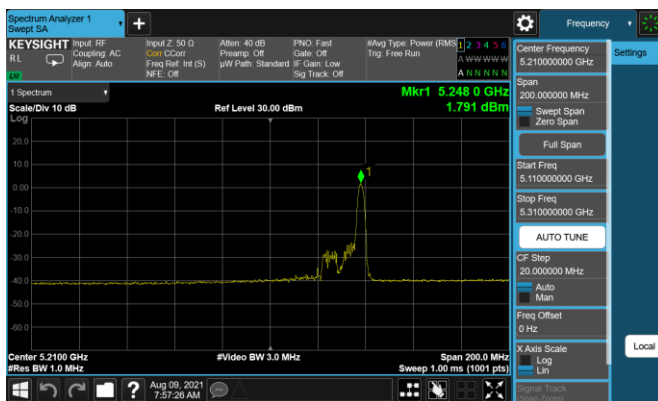 Spectrum Analyzer 1
Swept SA
Frequency
KEYSIGHT
R L
LU
Input: RF
Coupling: AC
Align: Auto
Input Z: 50 Ω
Corr CCorr
Freq Ref: Int (S)
NFE: Off
Atten: 40 dB
Preamp: Off
µW Path: Standard
PNO: Fast
Gate: Off
IF Gain: Low
Sig Track: Off
#Avg Type: Power (RMS
Trig: Free Run
1 2 3 4 5 6
A W W W W W
A N N N N N
1 Spectrum
Scale/Div 10 dB
Ref Level 30.00 dBm
Mkr1 5.248 0 GHz
1.791 dBm
Log
20.0
10.0
0.00
-10.0
-20.0
-30.0
-40.0
-50.0
-60.0
1
Center 5.2100 GHz
#Res BW 1.0 MHz
#Video BW 3.0 MHz
Span 200.0 MHz
Sweep 1.00 ms (1001 pts)
Center Frequency
5.210000000 GHz
Span
200.000000 MHz
Swept Span
Zero Span
Full Span
Start Freq
5.110000000 GHz
Stop Freq
5.310000000 GHz
AUTO TUNE
CF Step
20.000000 MHz
Auto
Man
Freq Offset
0 Hz
X Axis Scale
Log
Lin
Signal Track
(Span Zoom)
Settings
Local
?
Aug 09, 2021
7:57:26 AM